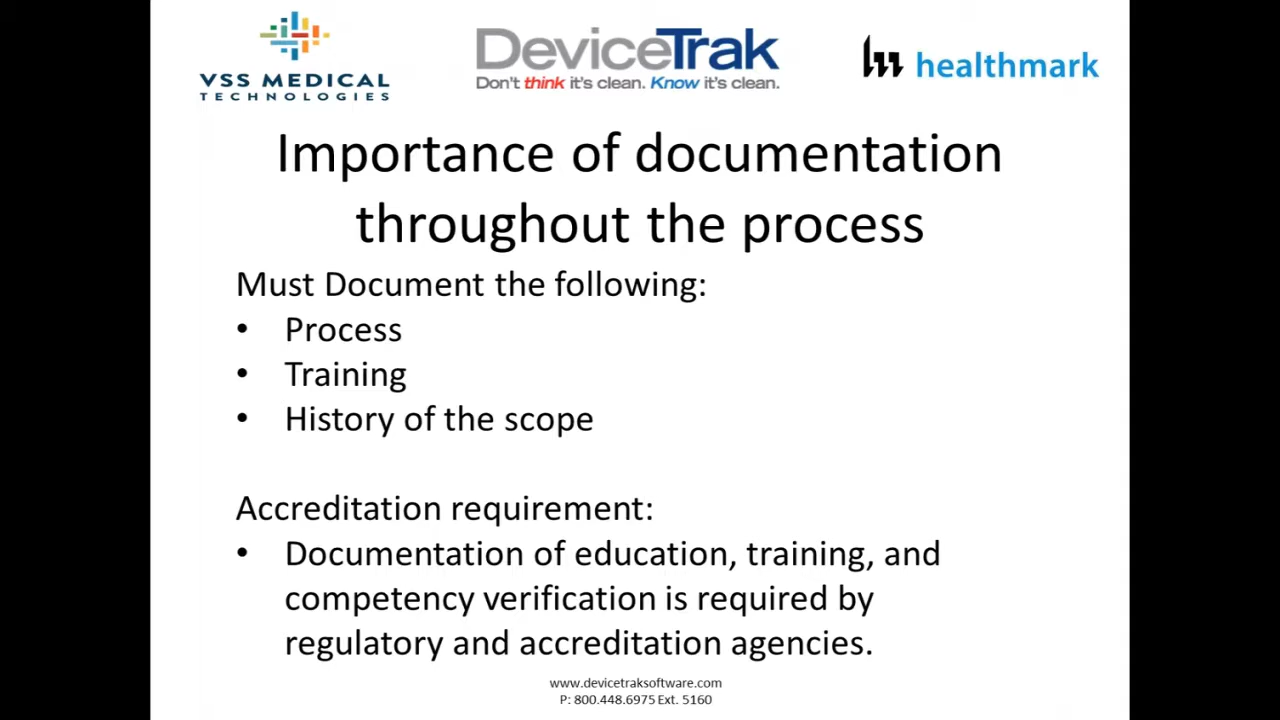 VSS MEDICAL
TECHNOLOGIES
DeviceTrak
Don't think it's clean. Know it's clean.
healthmark
Importance of documentation
throughout the process
Must Document the following:
• Process
• Training
• History of the scope
Accreditation requirement:
• Documentation of education, training, and
competency verification is required by
regulatory and accreditation agencies.
www.devicetraksoftware.com
P: 800.448.6975 Ext. 5160